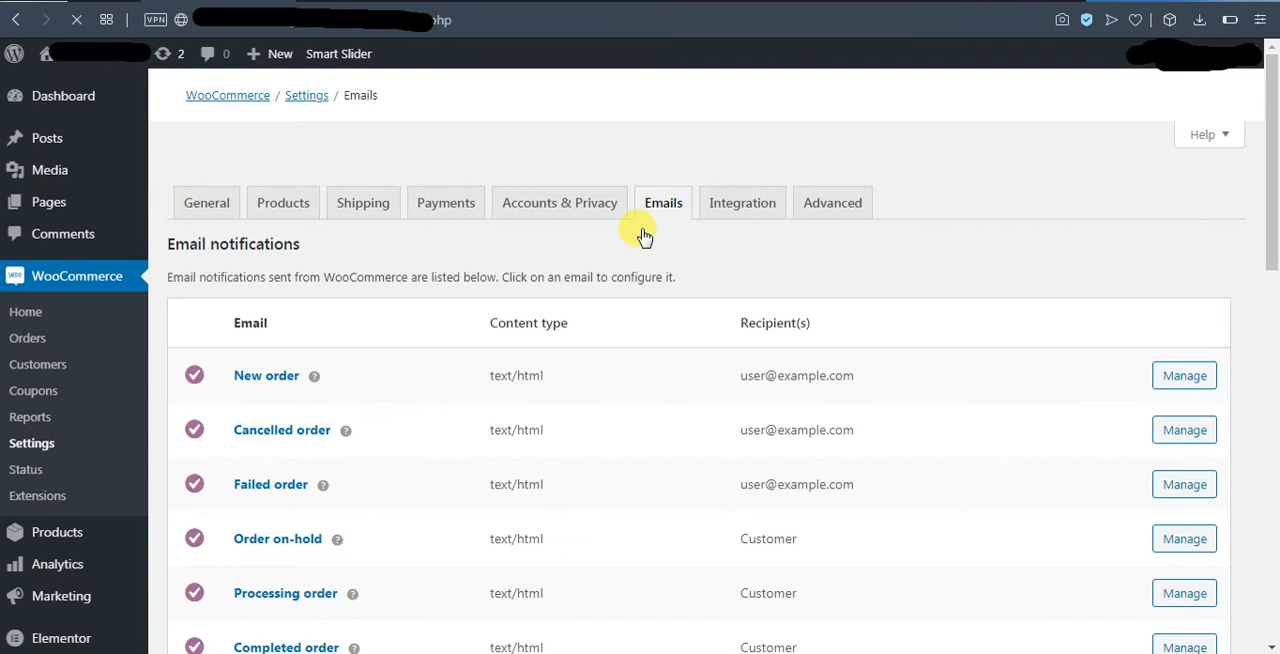 VPN php
2 0 New Smart Slider
Dashboard
Posts
Media
Pages
Comments
WOO WooCommerce
Home
Orders
Customers
Coupons
Reports
Settings
Status
Extensions
Products
Analytics
Marketing
Elementor
WooCommerce / Settings / Emails
Help ▼
General Products Shipping Payments Accounts & Privacy Emails Integration Advanced
Email notifications
Email notifications sent from WooCommerce are listed below. Click on an email to configure it.
Email Content type Recipient(s)
New order ? text/html user@example.com Manage
Cancelled order ? text/html user@example.com Manage
Failed order ? text/html user@example.com Manage
Order on-hold ? text/html Customer Manage
Processing order ? text/html Customer Manage
Completed order ? text/html Customer Manage